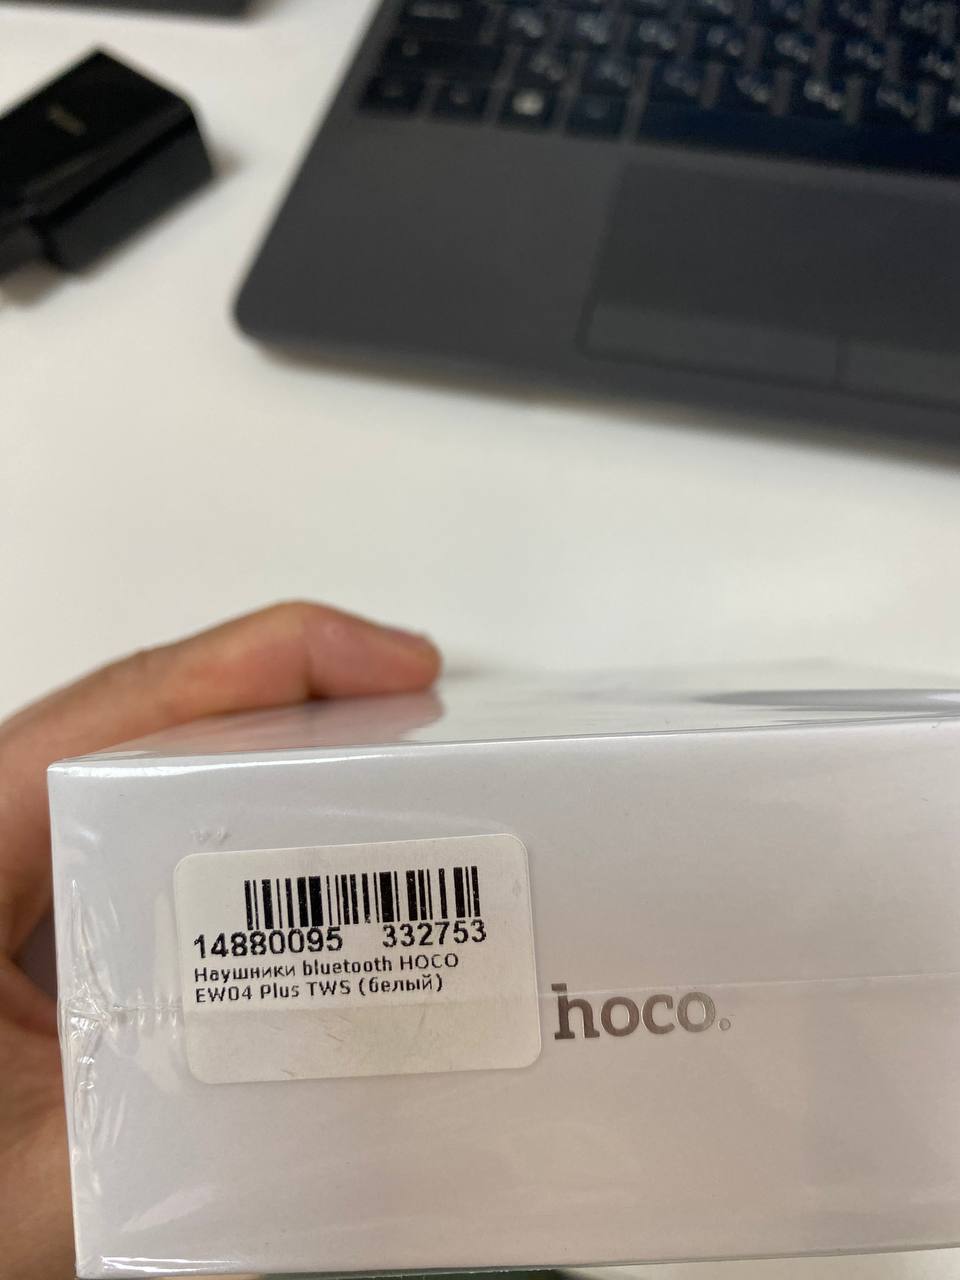 14880095 332753
Наушники bluetooth HOCO
EW04 Plus TWS (белый)
hoco.